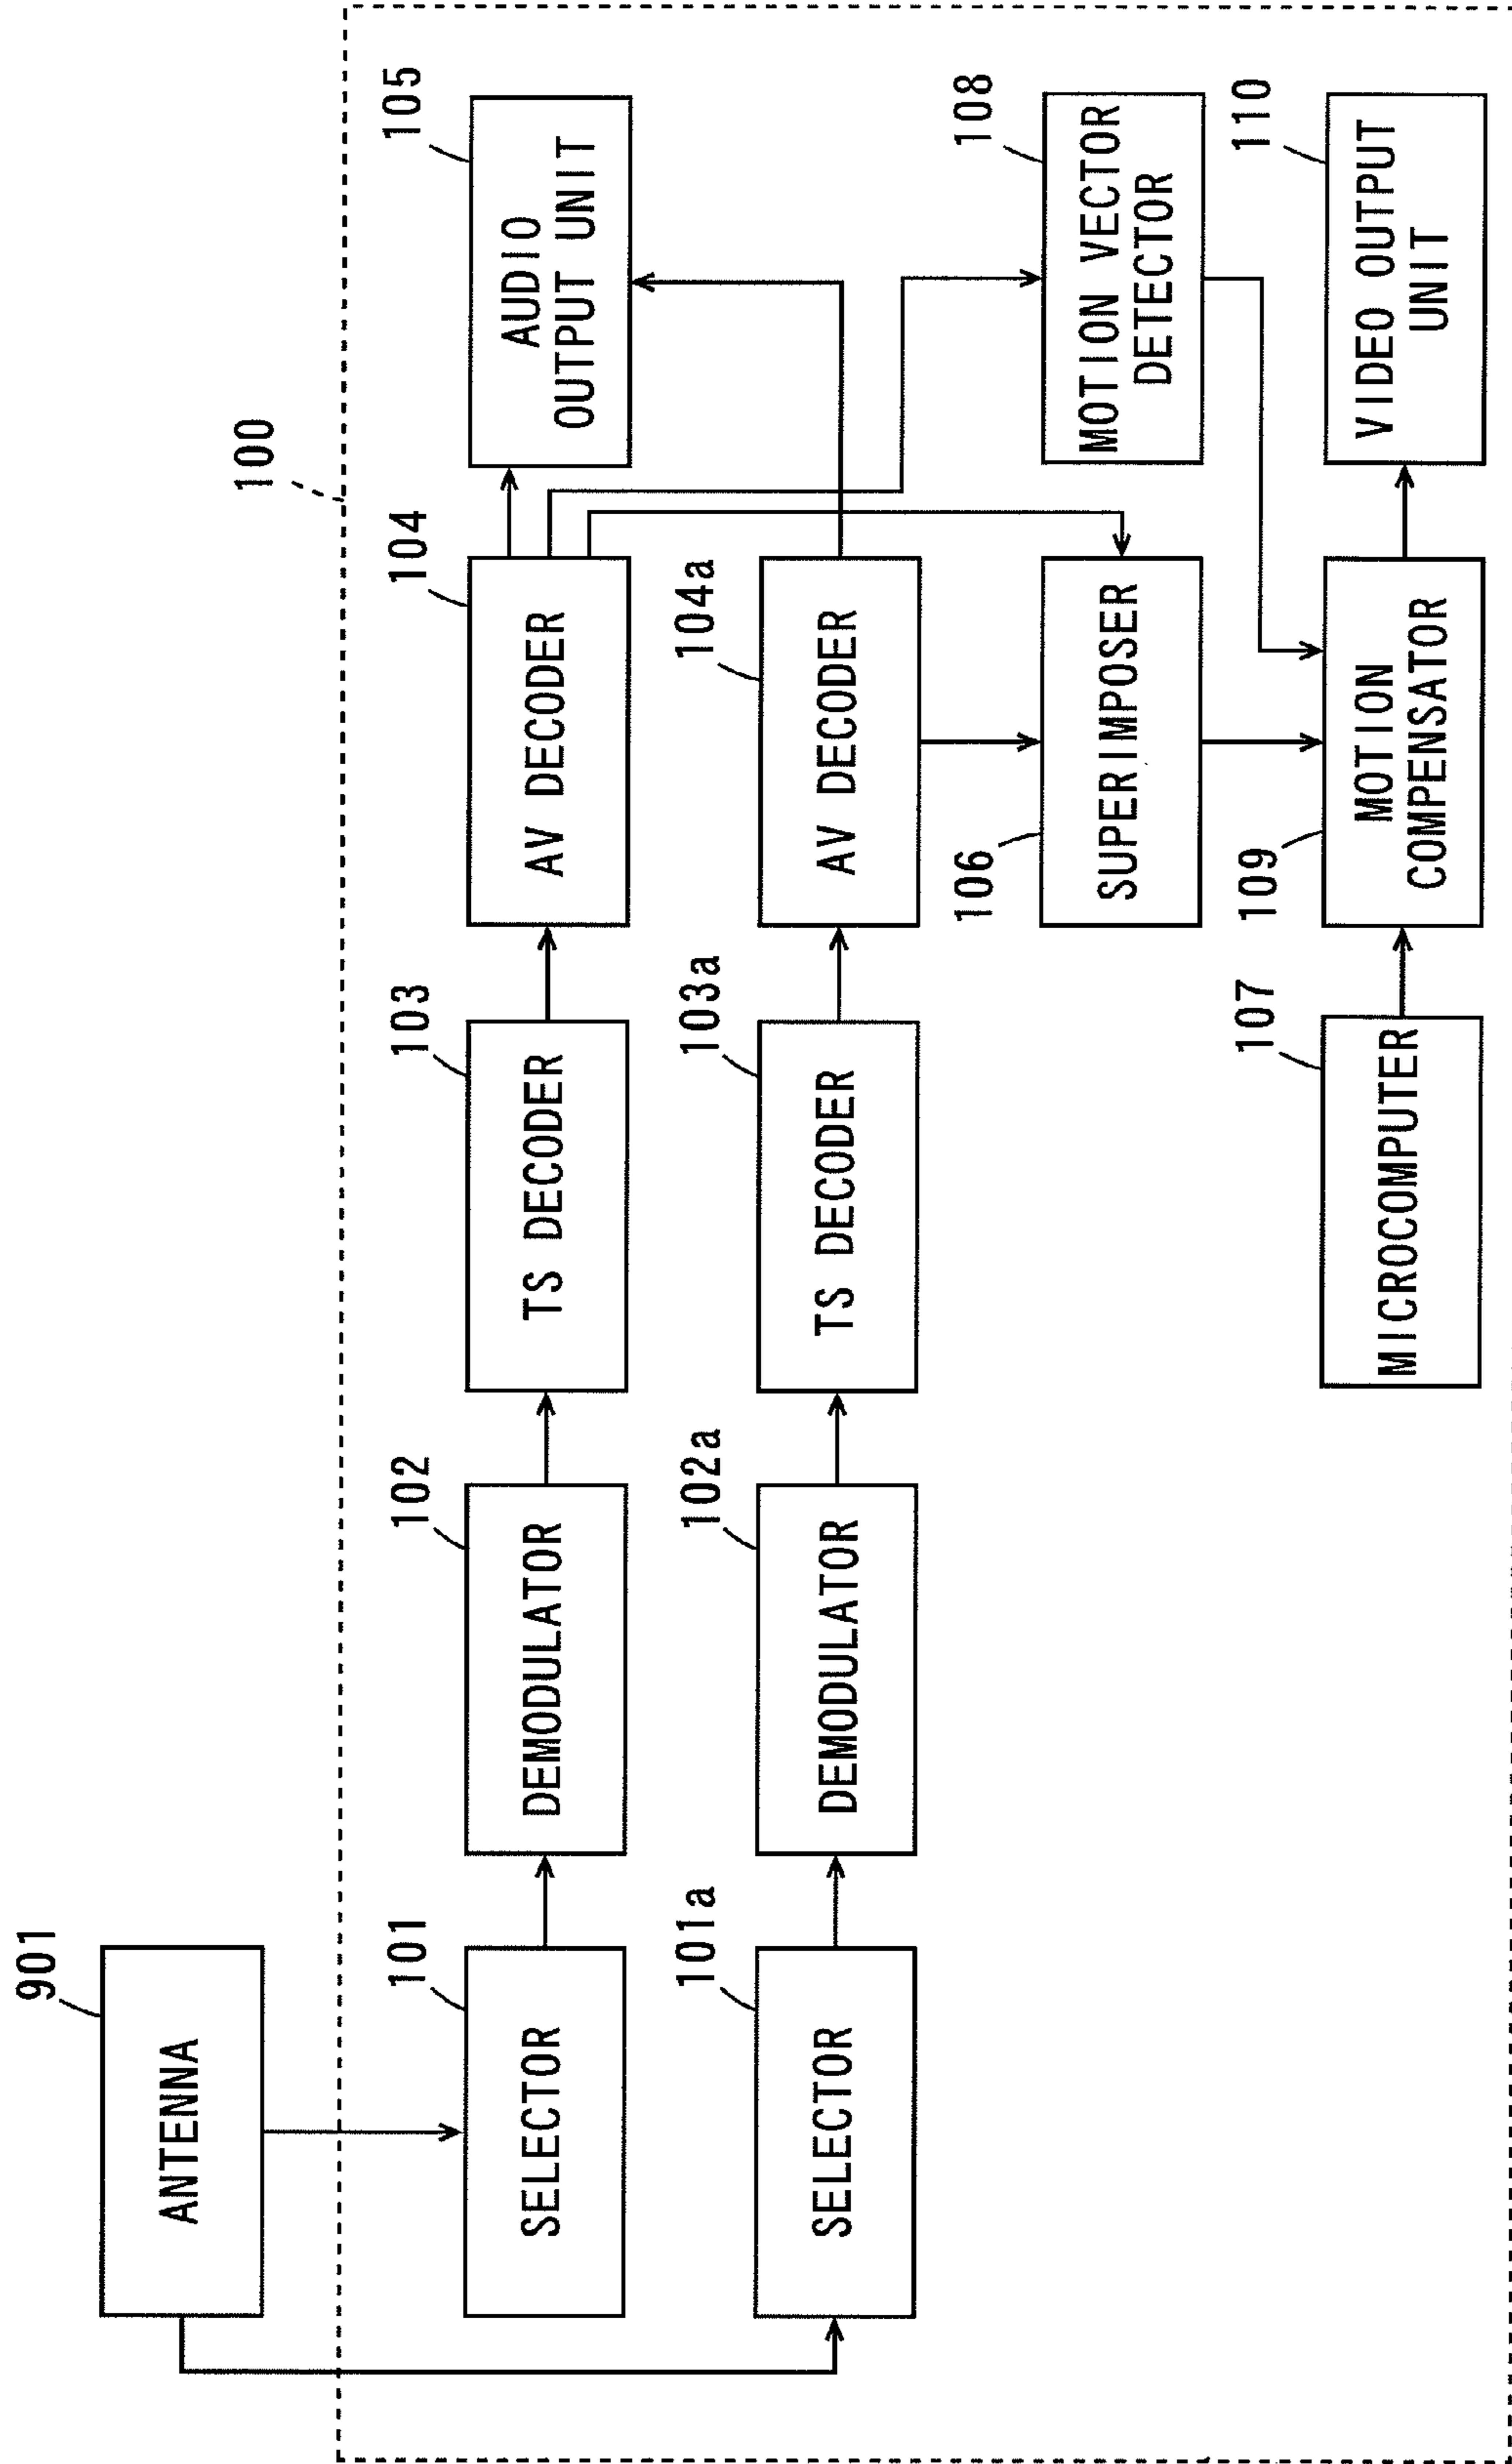 901
ANTENNA
100
101
SELECTOR
102
DEMODULATOR
103
TS DECODER
104
AV DECODER
105
AUDIO
OUTPUT UNIT
101a
SELECTOR
102a
DEMODULATOR
103a
TS DECODER
104a
AV DECODER
106
SUPERIMPOSER
108
MOTION VECTOR
DETECTOR
107
MICROCOMPUTER
109
MOTION
COMPENSATOR
110
VIDEO OUTPUT
UNIT